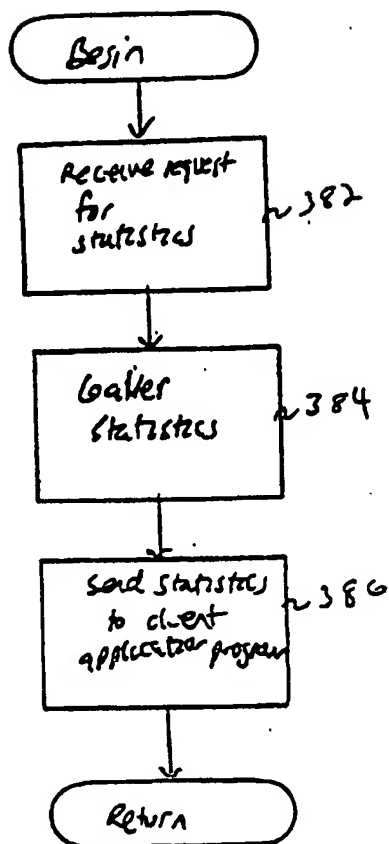 Begin
Receive request
for
statistics
382
Gather
Statistics
384
Send statistics
to client
application program
386
Return